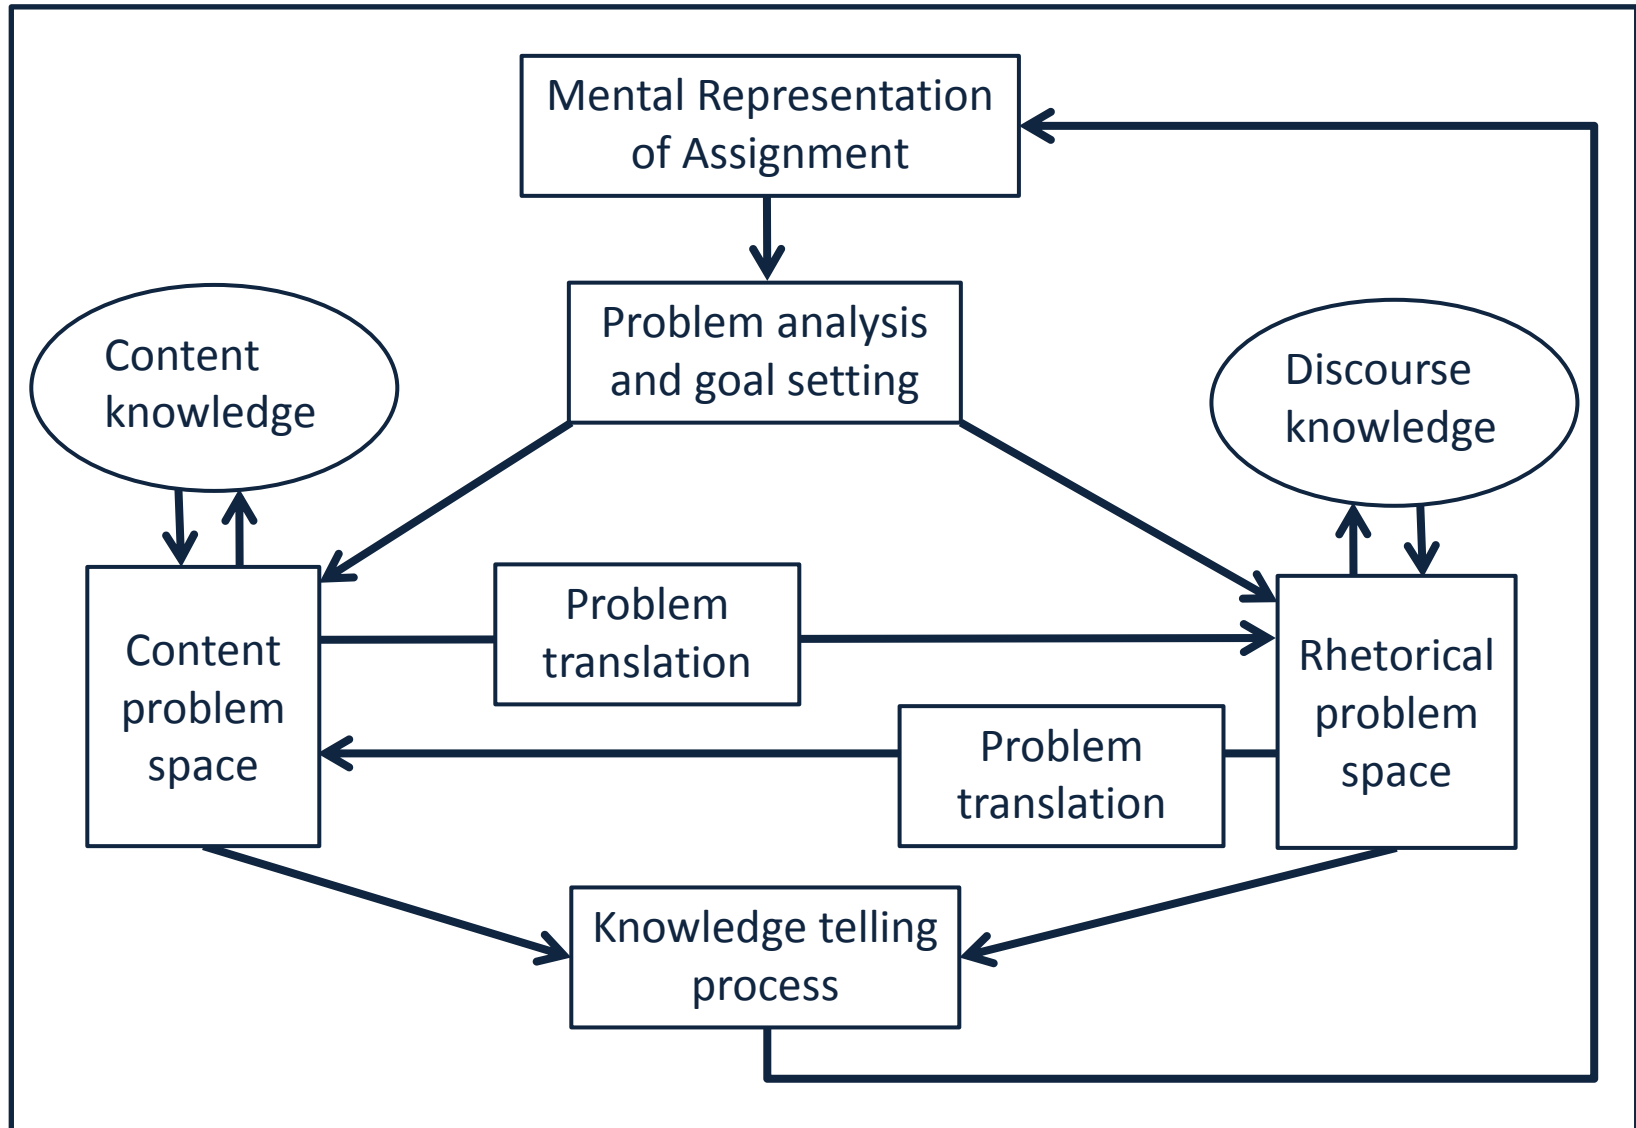 Mental Representation
of Assignment
Problem analysis
and goal setting
Content
knowledge
Discourse
knowledge
Content
problem
space
Problem
translation
Rhetorical
problem
space
Problem
translation
Knowledge telling
process